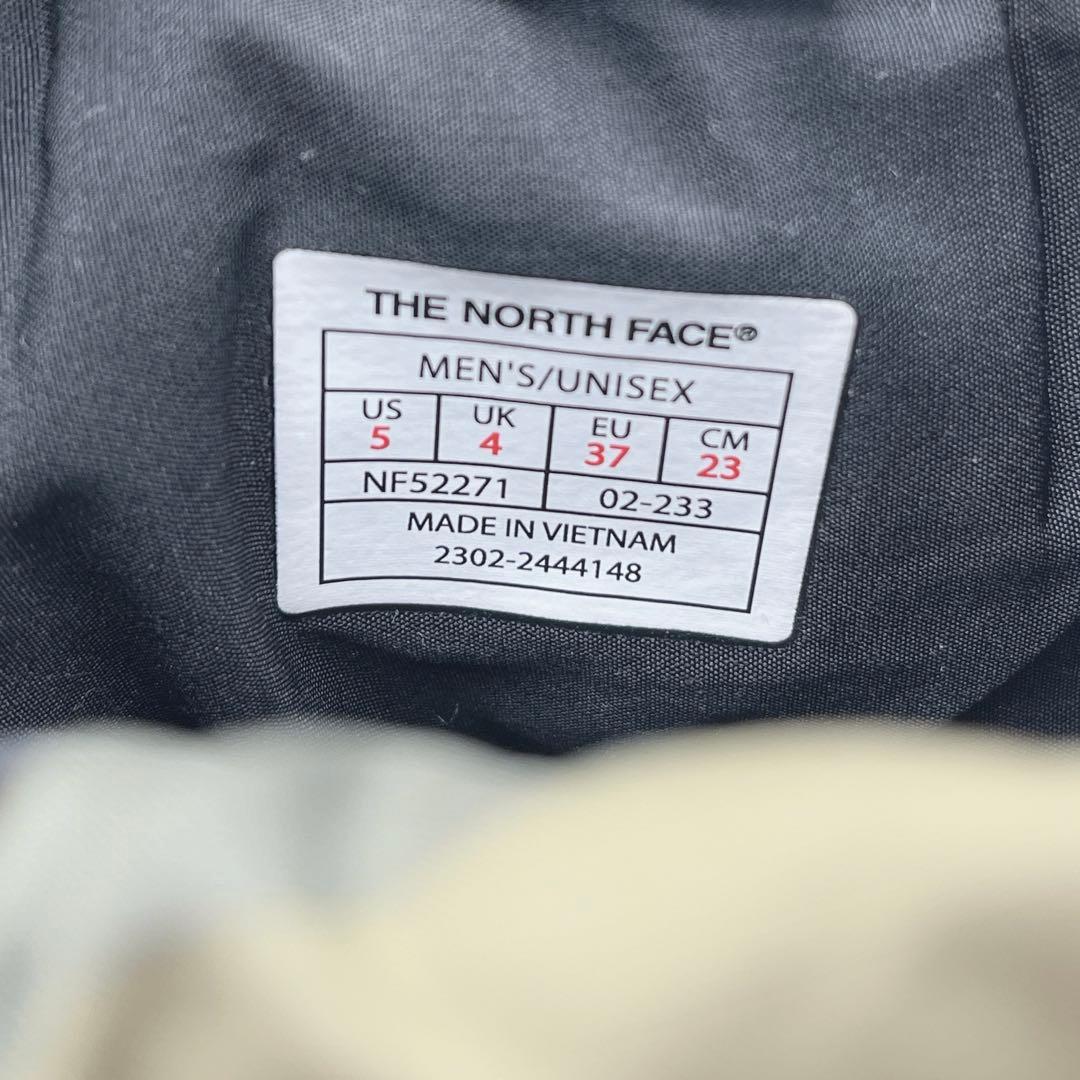 THE NORTH FACE®
MEN'S/UNISEX
US UK EU CM
5 4 37 23
NF52271 02-233
MADE IN VIETNAM
2302-2444148